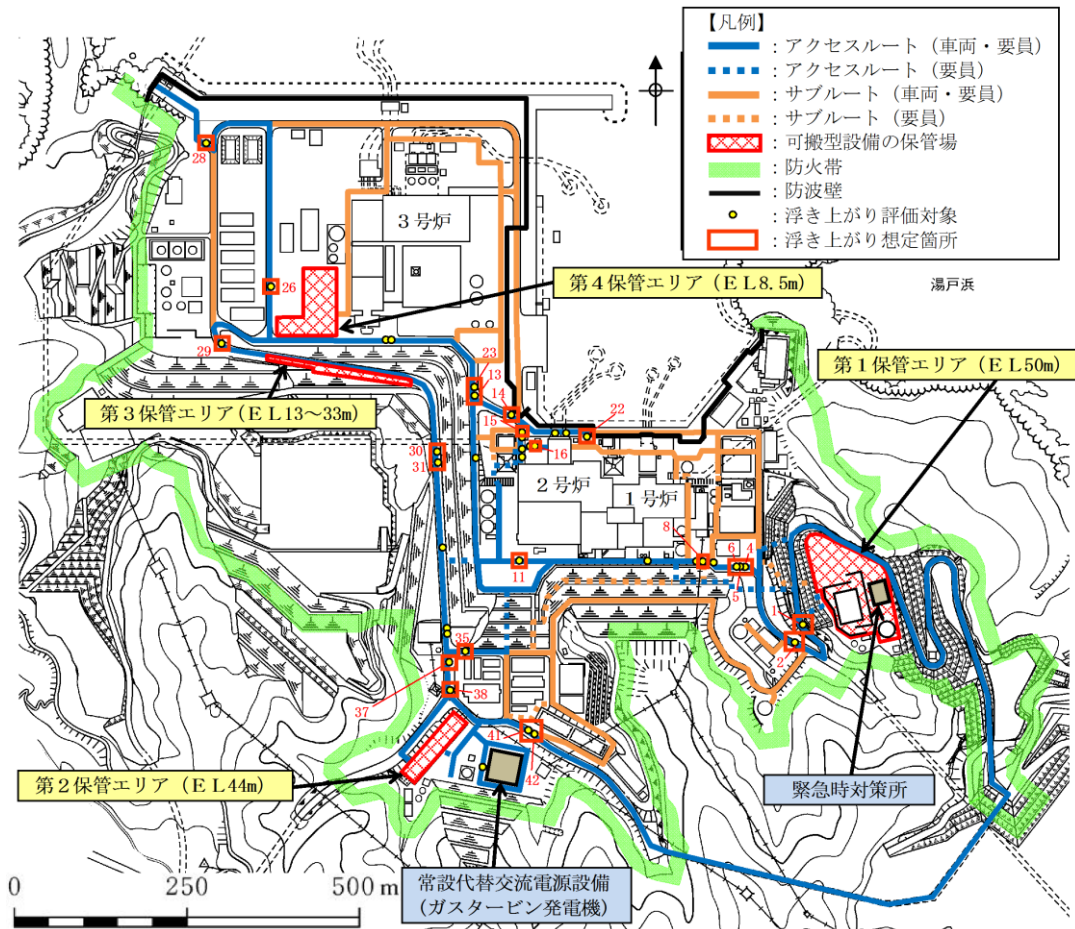 【凡例】
：アクセスルート（車両・要員）
：アクセスルート（要員）
：サブルート（車両・要員）
：サブルート（要員）
：可搬型設備の保管場
：防火帯
：防波壁
：浮き上がり評価対象
：浮き上がり想定箇所
28
3号炉
26
第4保管エリア（EL8.5m）
湯戸浜
29
23
13
第1保管エリア（EL50m）
第3保管エリア(EL13～33m)
14
15
22
16
30
31
2号炉
1号炉
8
6 4
5
11
1
2
35
37
38
41
42
第2保管エリア（EL44m）
緊急時対策所
常設代替交流電源設備
(ガスタービン発電機)
0 250 500 m